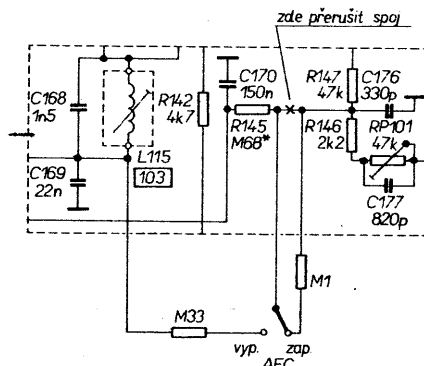 zde přerušit spoj
C168
1n5
R142
4k7
C170
150n
R147
47k
C176
330p
R145
M68*
R146
2k2
RP101
47k
L115
103
C169
22n
C177
820p
M1
M33
vyp.
zap.
AFC